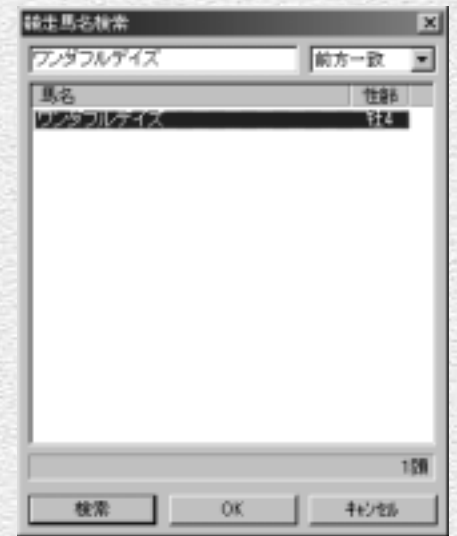 競走馬名検索
ワンダフルデイズ
前方一致
馬名 性齢
ワンダフルデイズ 牡4
1頭
検索 OK キャンセル